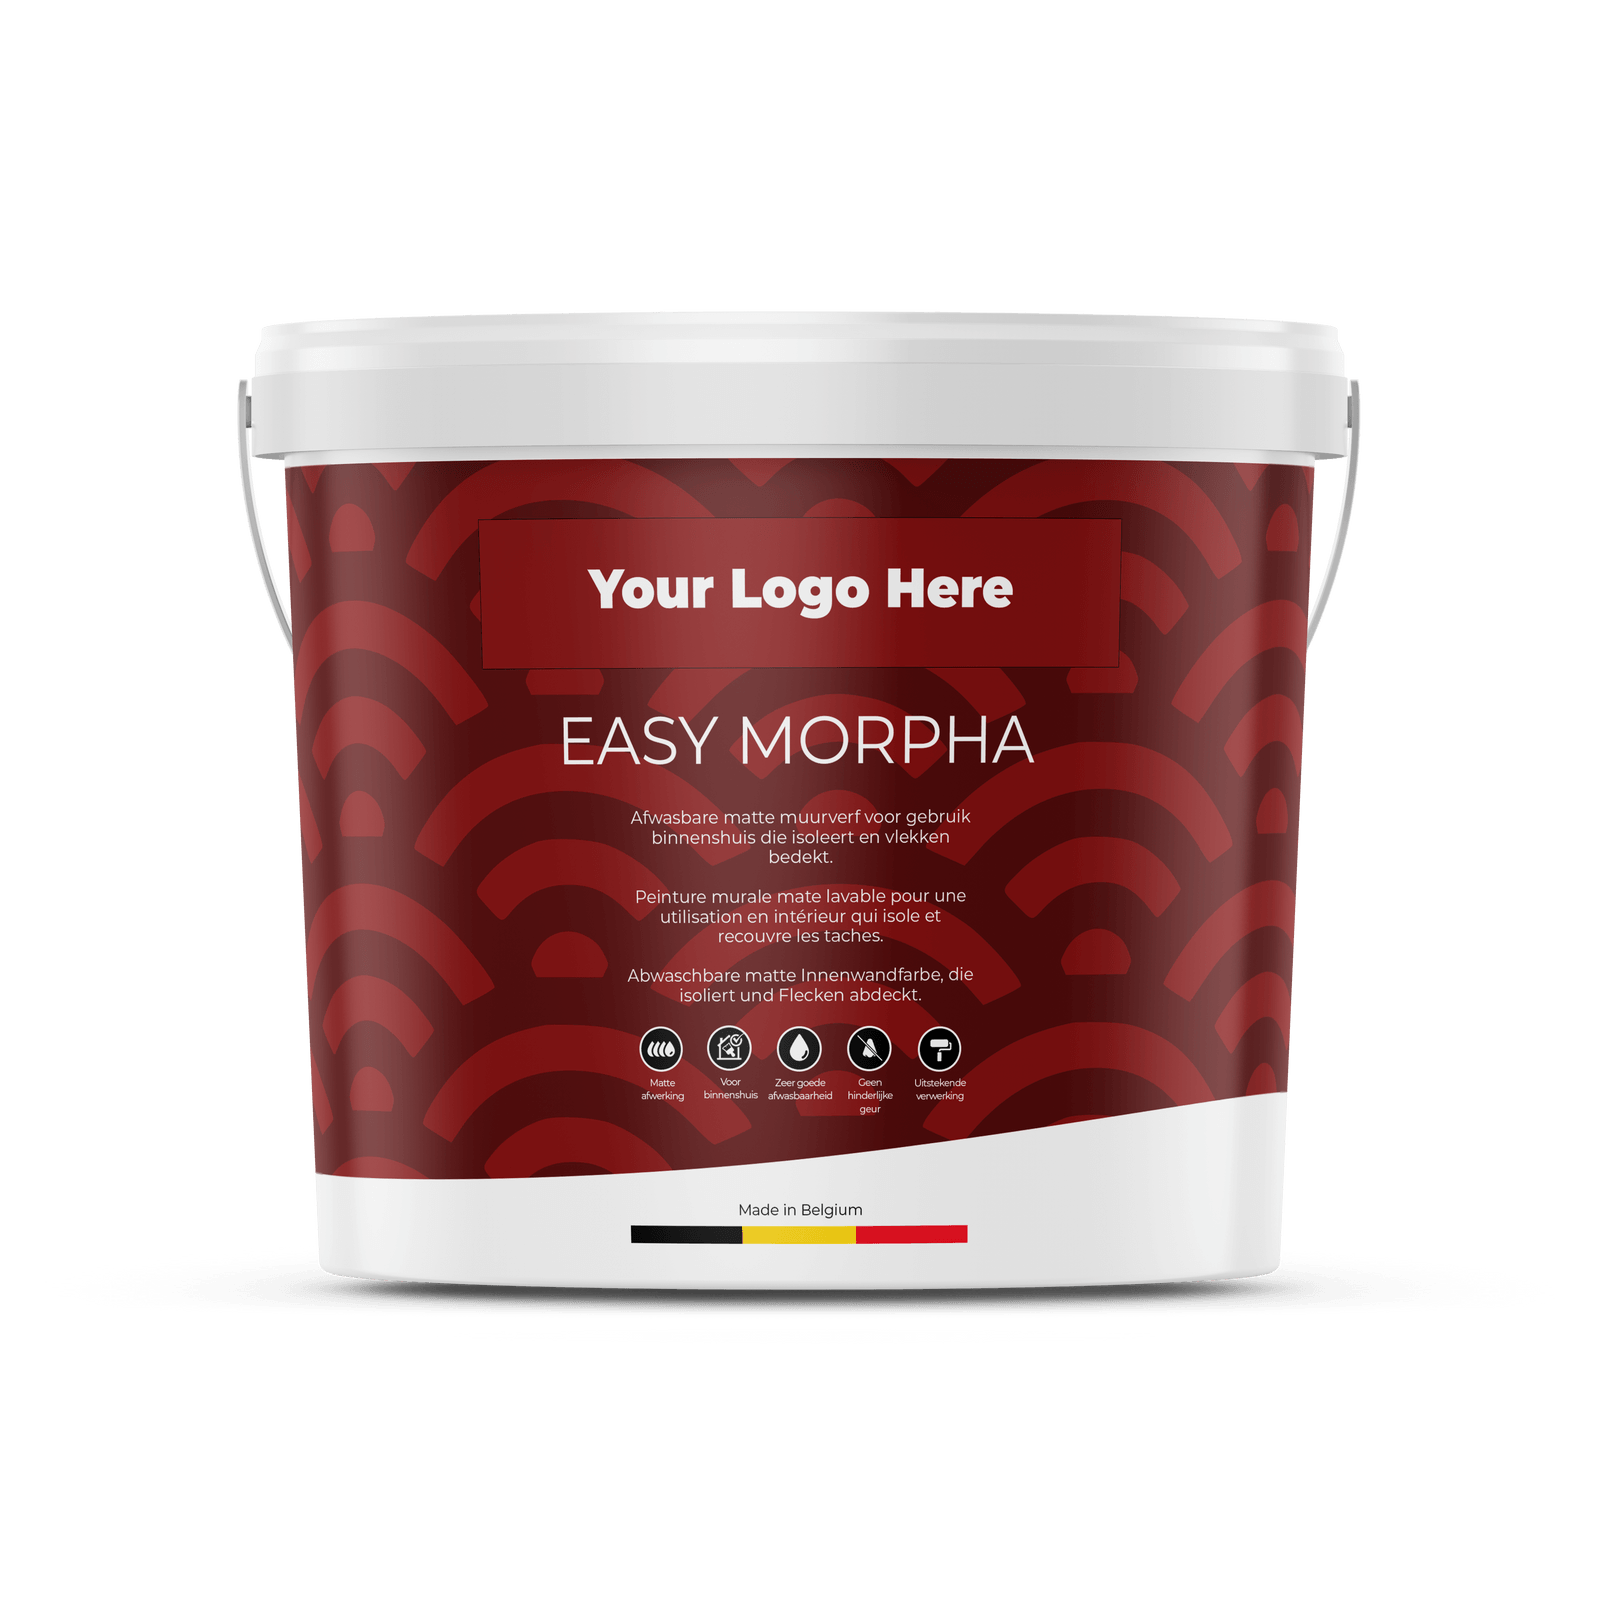 Your Logo Here
EASY MORPHA
Afwasbare matte muurverf voor gebruik
binnenshuis die isoleert en vlekken
bedekt.
Peinture murale mate lavable pour une
utilisation en intérieur qui isole et
recouvre les taches.
Abwaschbare matte Innenwandfarbe, die
isoliert und Flecken abdeckt.
Matte
afwerking
Voor
binnenshuis
Zeer goede
afwasbaarheid
Geen
hinderlijke
geur
Uitstekende
verwerking
Made in Belgium